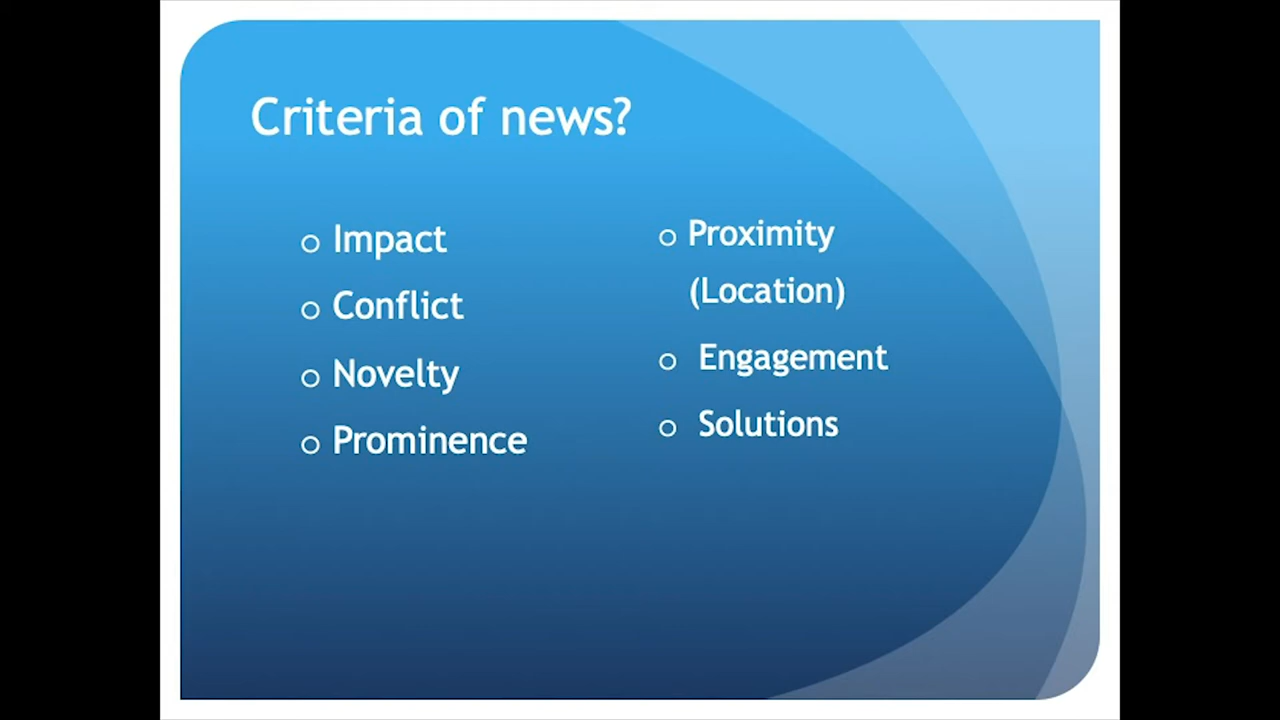 Criteria of news?
Impact
Conflict
Novelty
Prominence
Proximity
(Location)
Engagement
Solutions